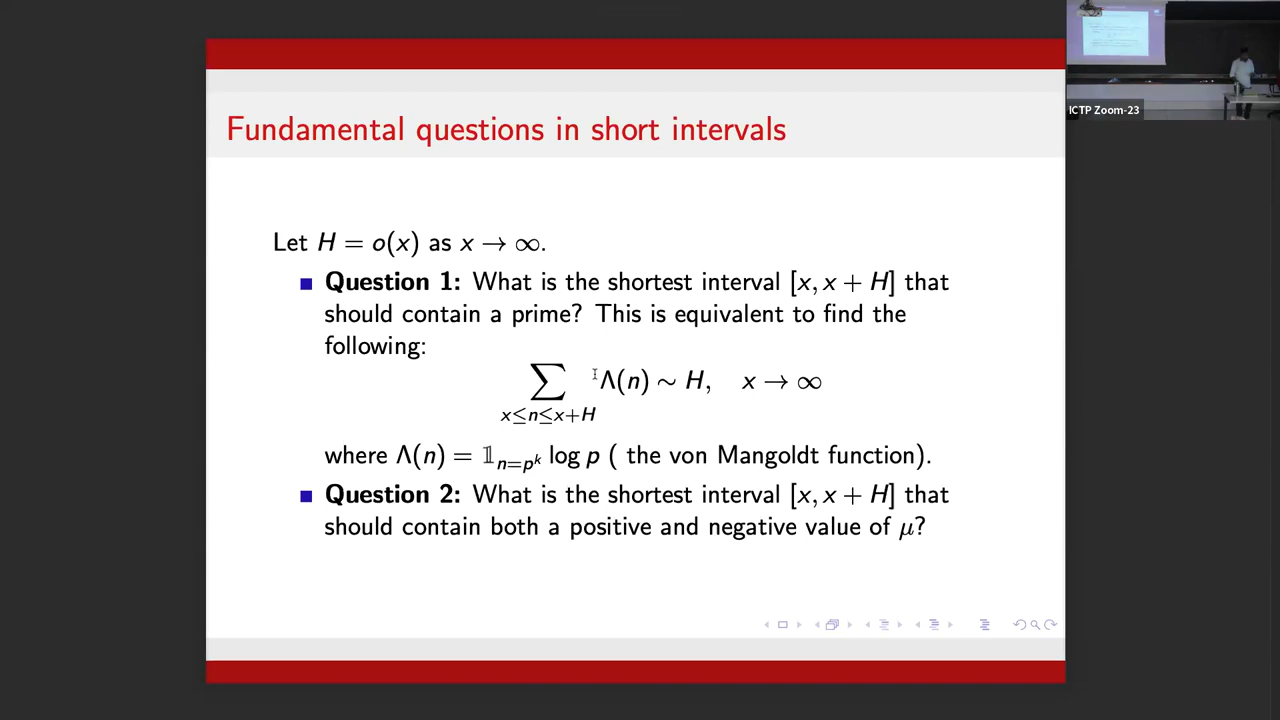 ICTP Zoom-23
Fundamental questions in short intervals
Let H = o(x) as x → ∞.
Question 1: What is the shortest interval [x, x + H] that
should contain a prime? This is equivalent to find the
following:
∑ Λ(n) ∼ H, x → ∞
x≤n≤x+H
where Λ(n) = 𝟙ₙ₌ₚᵏ log p ( the von Mangoldt function).
Question 2: What is the shortest interval [x, x + H] that
should contain both a positive and negative value of μ?